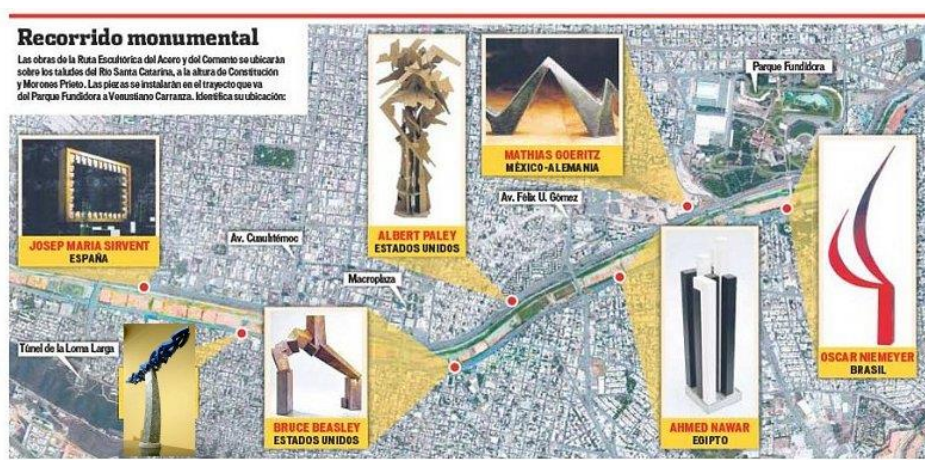 Recorrido monumental
Las obras de la Ruta Escultórica del Acero y del Cemento se ubicarán
sobre los taludes del Río Santa Catarina, a la altura de Constitución
y Morones Prieto. Las piezas se instalarán en el trayecto que va
del Parque Fundidora a Venustiano Carranza. Identifica su ubicación:
Parque Fundidora
MATHIAS GOERITZ
MÉXICO-ALEMANIA
Av. Félix U. Gómez
JOSEP MARIA SIRVENT
ESPAÑA
Av. Cuauhtémoc
ALBERT PALEY
ESTADOS UNIDOS
Macroplaza
Túnel de la Loma Larga
BRUCE BEASLEY
ESTADOS UNIDOS
AHMED NAWAR
EGIPTO
OSCAR NIEMEYER
BRASIL